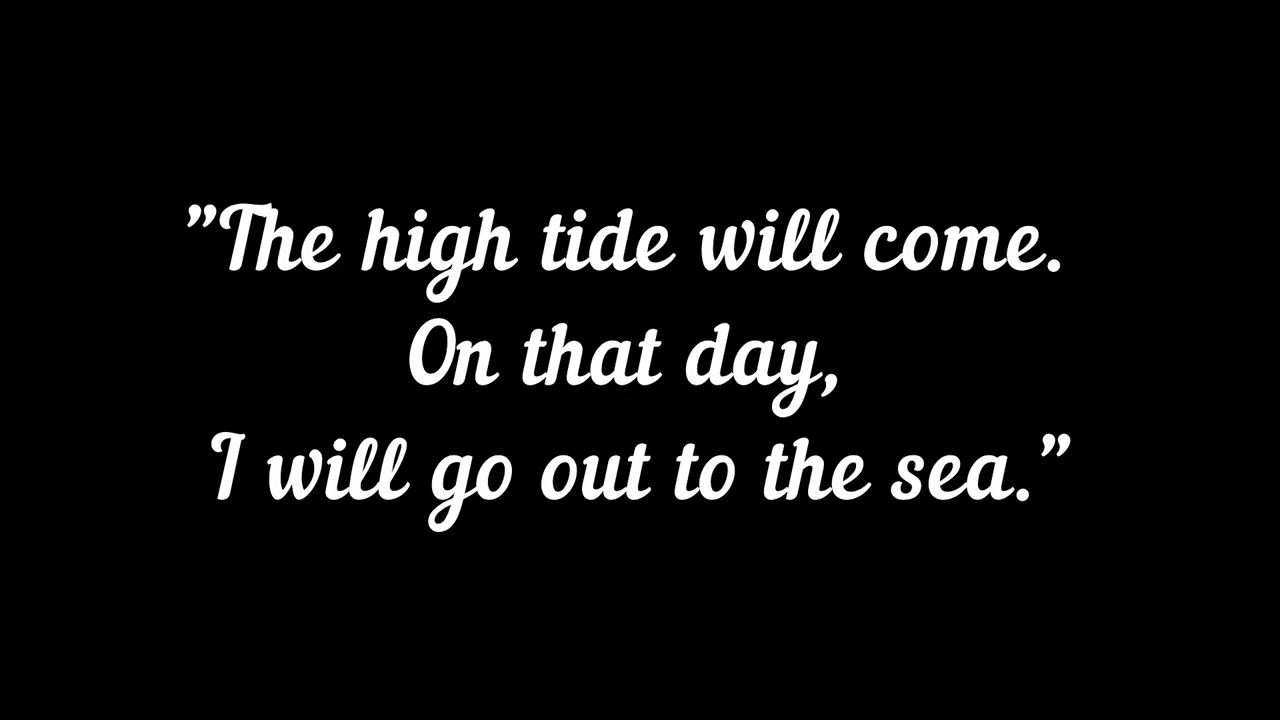 ”The high tide will come.
On that day,
I will go out to the sea.”